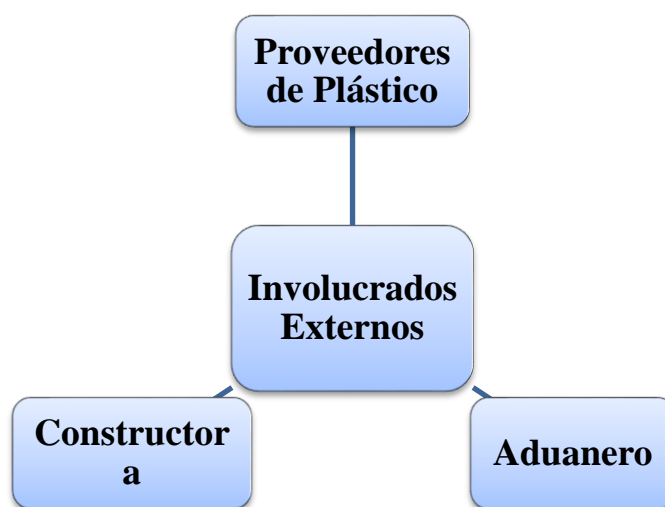 Proveedores
de Plástico
Involucrados
Externos
Constructor
a
Aduanero